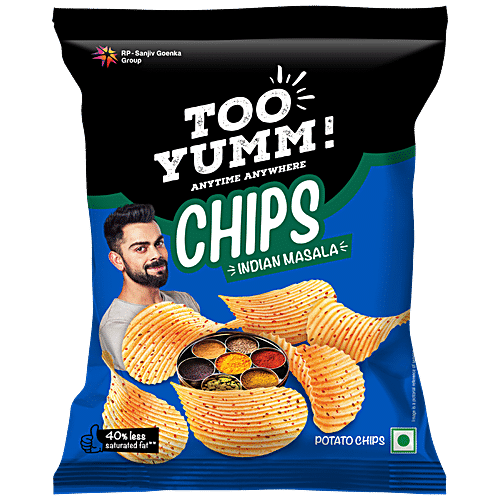 RP-Sanjiv Goenka
Group
TOO
YUMM!
ANYTIME ANYWHERE
CHIPS
INDIAN MASALA
40% less
saturated fat**
POTATO CHIPS